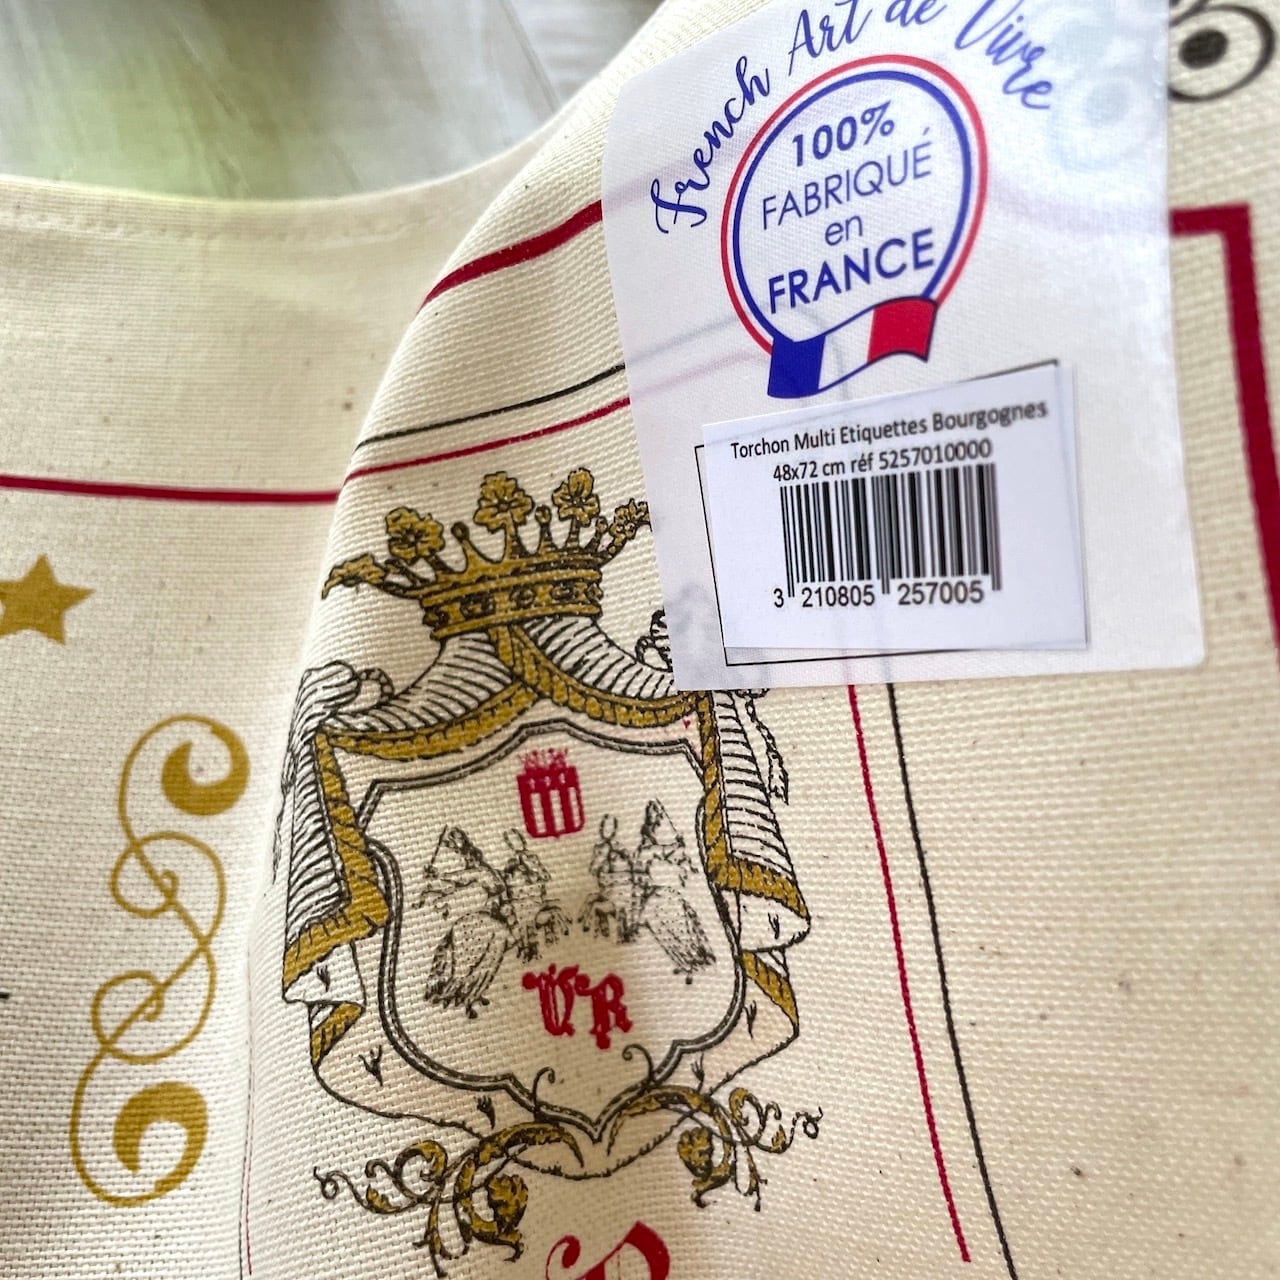 French Art de Vivre
100%
FABRIQUÉ
en
FRANCE
Torchon Multi Etiquettes Bourgognes
48x72 cm réf 5257010000
3 210805 257005
VR